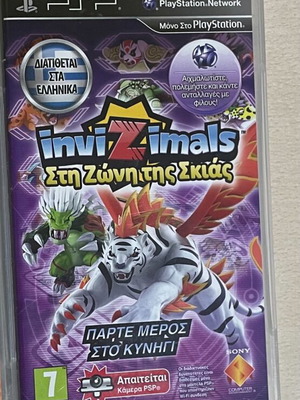 PlayStation®Network
Μόνο Στο PlayStation.
ΔΙΑΤΙΘΕΤΑΙ
ΣΤΑ
ΕΛΛΗΝΙΚΑ
Αιχμαλωτίστε,
πολεμήστε και κάντε
ανταλλαγές με
φίλους!
inviZimals
Στη Ζώνη της Σκιάς
ΠΑΡΤΕ ΜΕΡΟΣ
ΣΤΟ ΚΥΝΗΓΙ
7
Απαιτείται
Κάμερα PSP®
SONY
COMPUTER